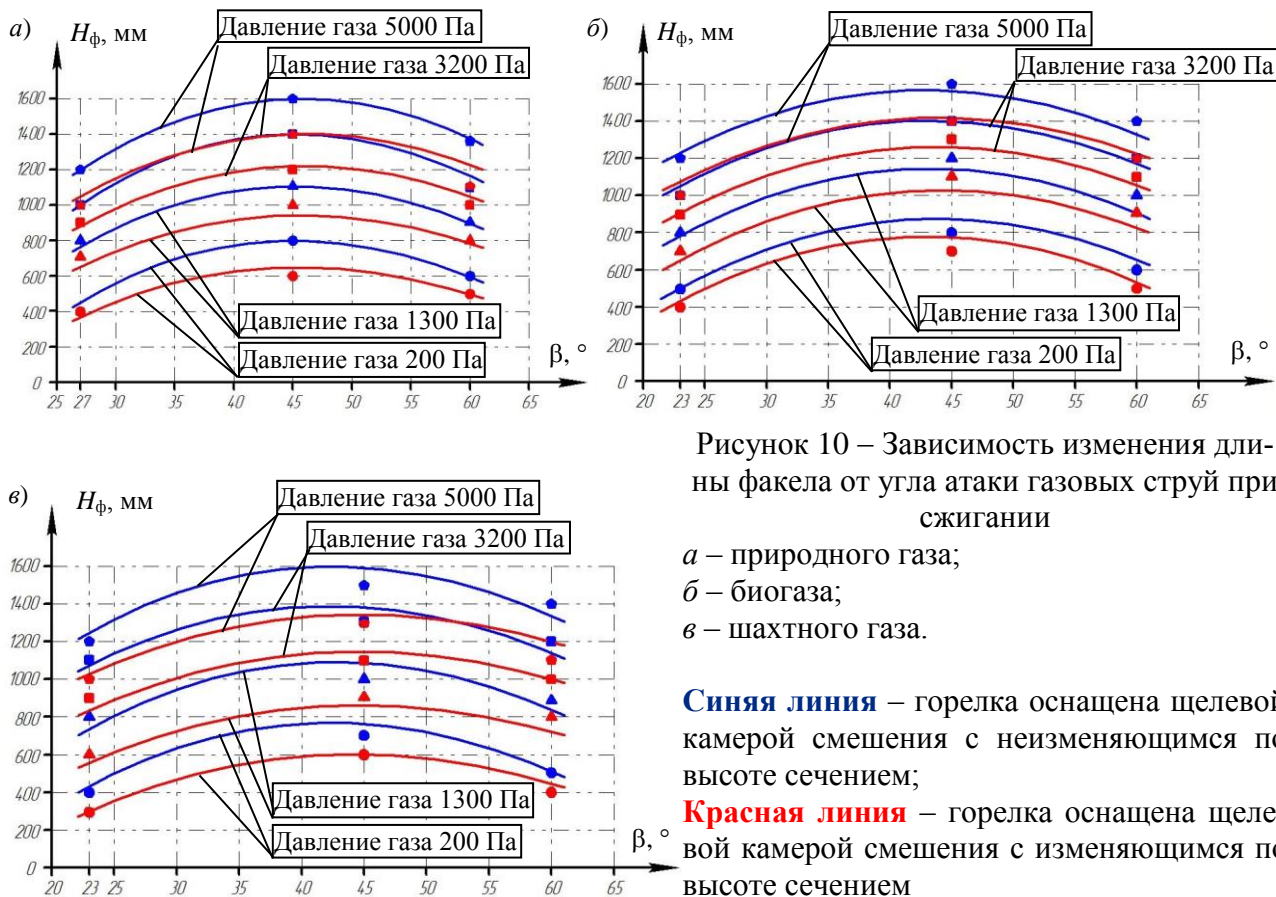 а)
Hф, мм
Давление газа 5000 Па
Давление газа 3200 Па
1600
1400
1200
1000
800
600
400
200
0
Давление газа 1300 Па
Давление газа 200 Па
β, °
25 27 30 35 40 45 50 55 60 65
б)
Hф, мм
Давление газа 5000 Па
Давление газа 3200 Па
1600
1400
1200
1000
800
600
400
200
0
Давление газа 1300 Па
Давление газа 200 Па
β, °
20 23 25 30 35 40 45 50 55 60 65
в)
Hф, мм
Давление газа 5000 Па
Давление газа 3200 Па
1600
1400
1200
1000
800
600
400
200
0
Давление газа 1300 Па
Давление газа 200 Па
β, °
20 23 25 30 35 40 45 50 55 60 65
Рисунок 10 – Зависимость изменения дли-
ны факела от угла атаки газовых струй при
сжигании
а – природного газа;
б – биогаза;
в – шахтного газа.
Синяя линия – горелка оснащена щелевой
камерой смешения с неизменяющимся по
высоте сечением;
Красная линия – горелка оснащена щеле-
вой камерой смешения с изменяющимся по
высоте сечением